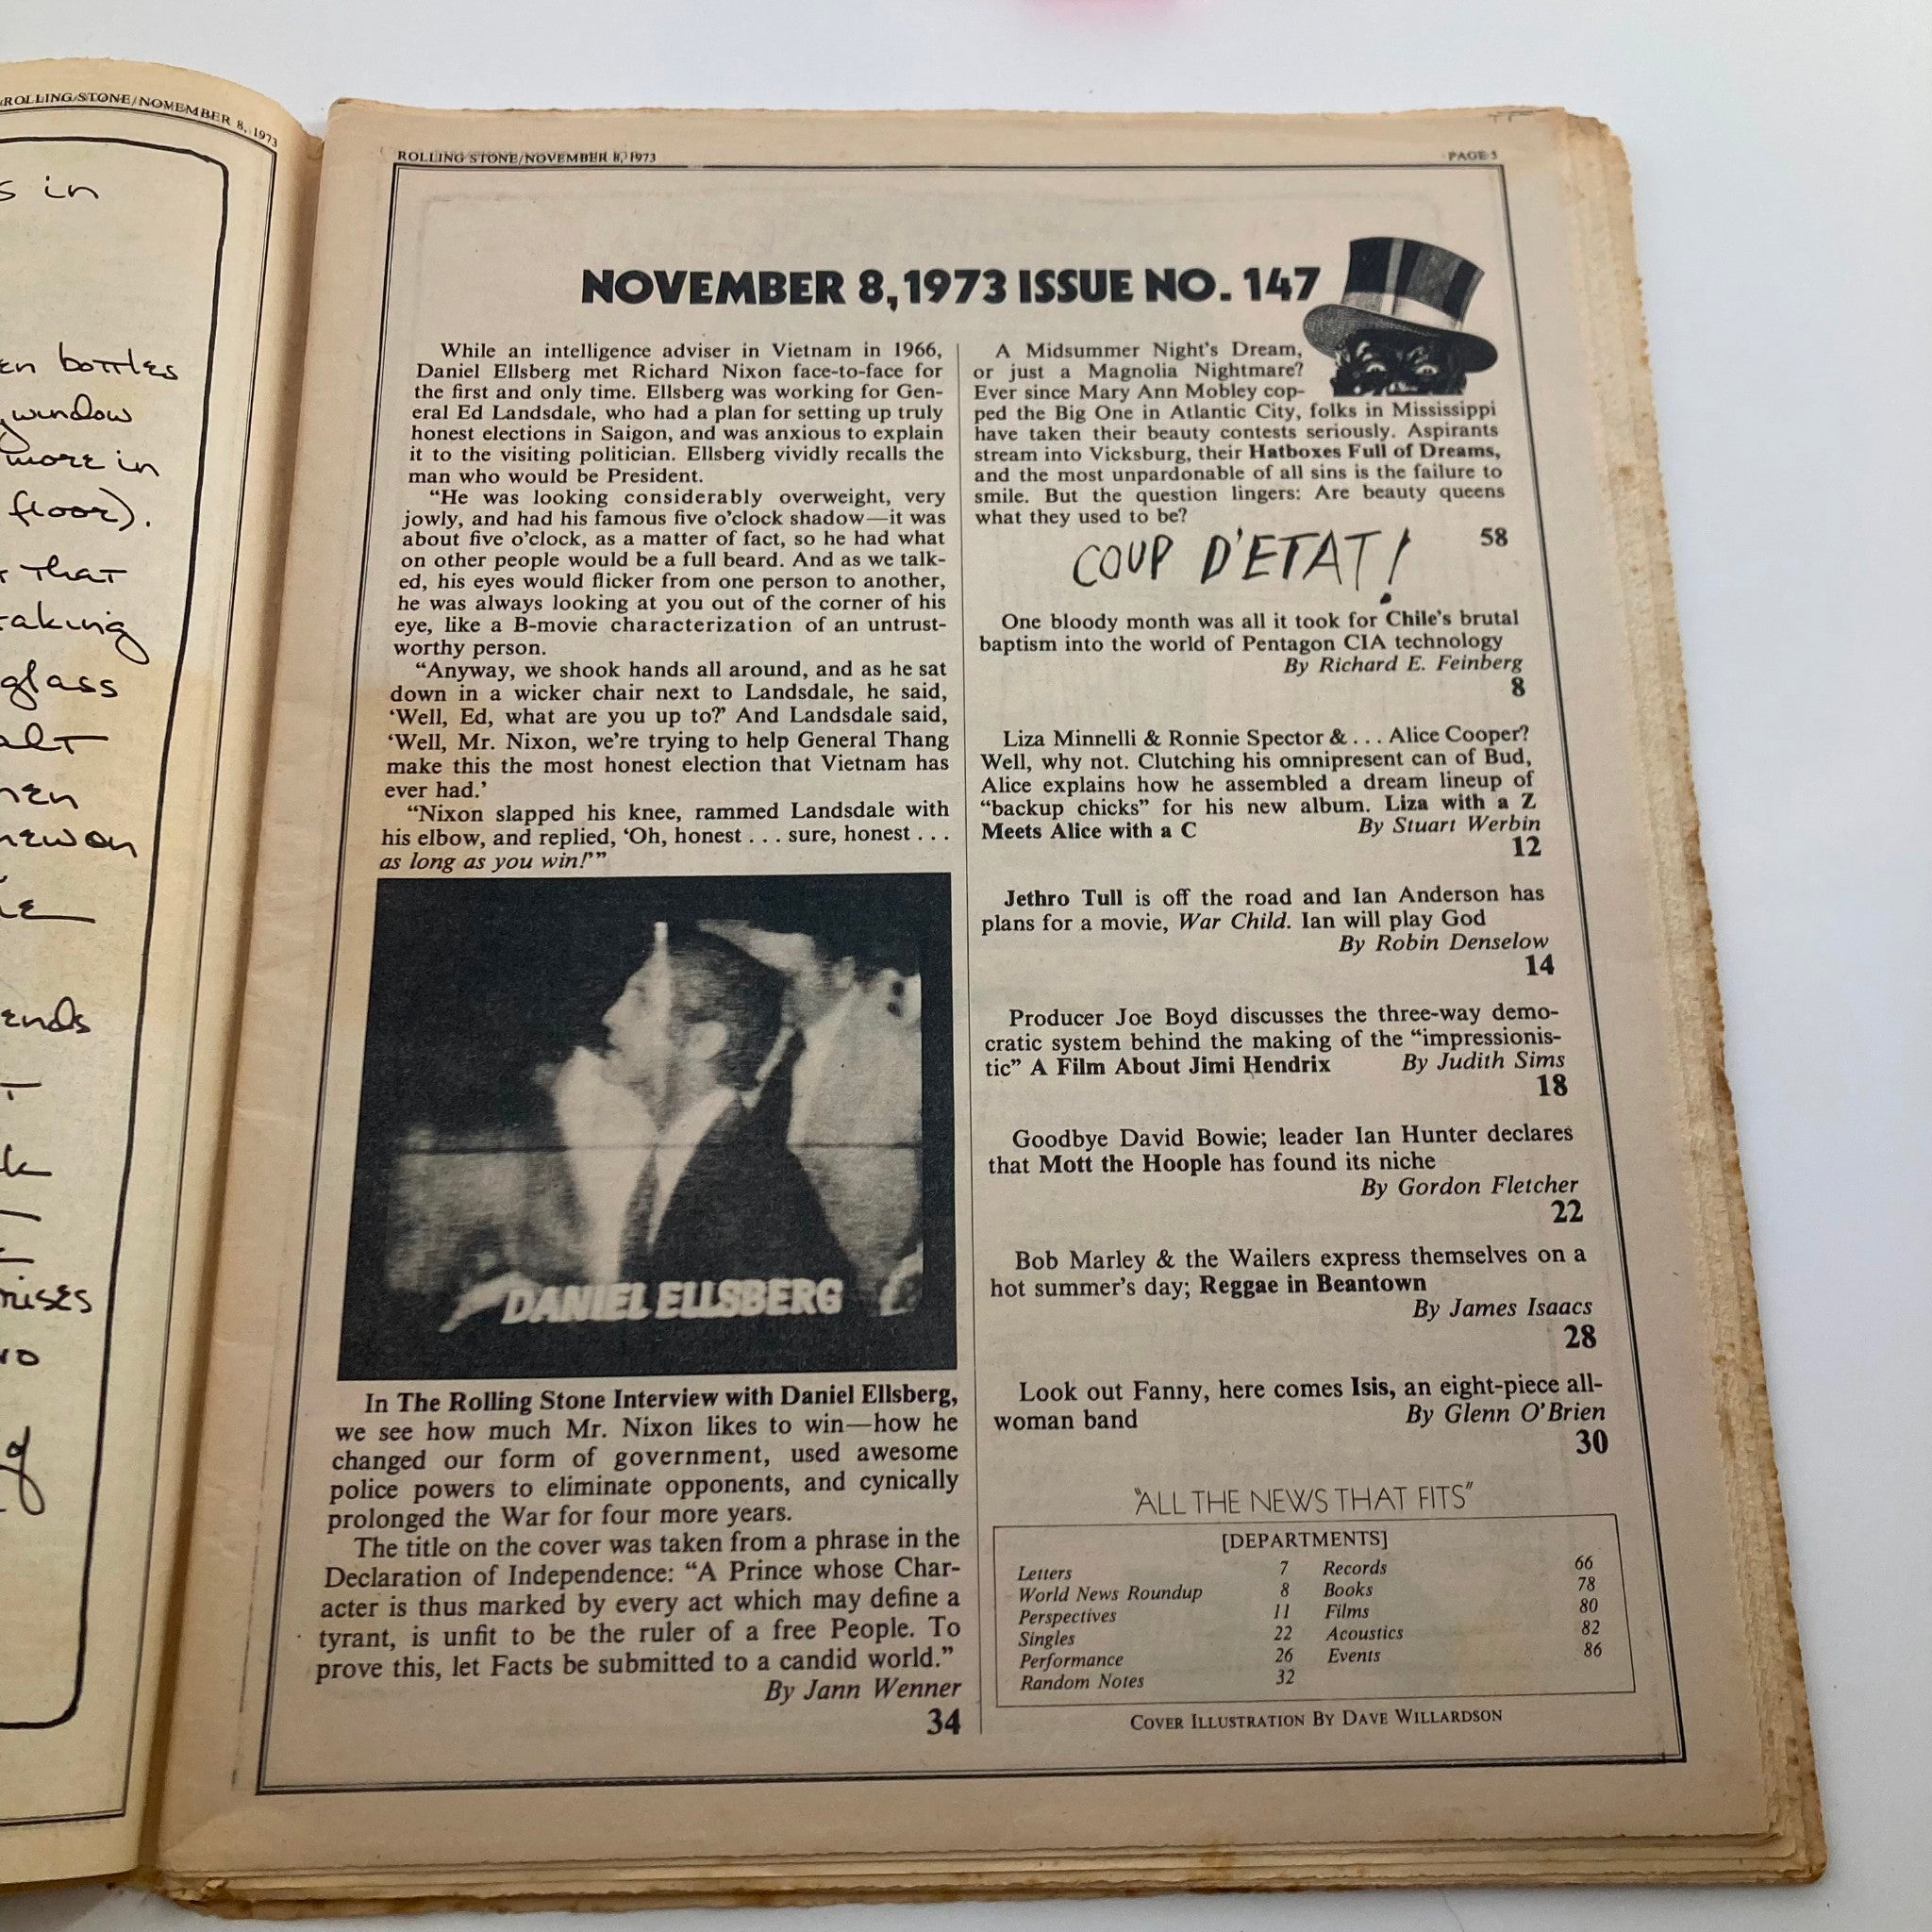 ROLLING STONE/NOVEMBER 8, 1973
s in
en bottles
window
more in
floor).
that
taking
glass
alt
hen
newon
ends
k
rises
ROLLING STONE/NOVEMBER 8, 1973
PAGE 5
NOVEMBER 8, 1973 ISSUE NO. 147
While an intelligence adviser in Vietnam in 1966,
Daniel Ellsberg met Richard Nixon face-to-face for
the first and only time. Ellsberg was working for Gen-
eral Ed Landsdale, who had a plan for setting up truly
honest elections in Saigon, and was anxious to explain
it to the visiting politician. Ellsberg vividly recalls the
man who would be President.
“He was looking considerably overweight, very
jowly, and had his famous five o’clock shadow—it was
about five o’clock, as a matter of fact, so he had what
on other people would be a full beard. And as we talk-
ed, his eyes would flicker from one person to another,
he was always looking at you out of the corner of his
eye, like a B-movie characterization of an untrust-
worthy person.
“Anyway, we shook hands all around, and as he sat
down in a wicker chair next to Landsdale, he said,
‘Well, Ed, what are you up to?’ And Landsdale said,
‘Well, Mr. Nixon, we’re trying to help General Thang
make this the most honest election that Vietnam has
ever had.’
“Nixon slapped his knee, rammed Landsdale with
his elbow, and replied, ‘Oh, honest . . . sure, honest . . .
as long as you win!’”
DANIEL ELLSBERG
In The Rolling Stone Interview with Daniel Ellsberg,
we see how much Mr. Nixon likes to win—how he
changed our form of government, used awesome
police powers to eliminate opponents, and cynically
prolonged the War for four more years.
The title on the cover was taken from a phrase in the
Declaration of Independence: “A Prince whose Char-
acter is thus marked by every act which may define a
tyrant, is unfit to be the ruler of a free People. To
prove this, let Facts be submitted to a candid world.”
By Jann Wenner
34
A Midsummer Night’s Dream,
or just a Magnolia Nightmare?
Ever since Mary Ann Mobley cop-
ped the Big One in Atlantic City, folks in Mississippi
have taken their beauty contests seriously. Aspirants
stream into Vicksburg, their Hatboxes Full of Dreams,
and the most unpardonable of all sins is the failure to
smile. But the question lingers: Are beauty queens
what they used to be?
58
COUP D'ETAT!
One bloody month was all it took for Chile’s brutal
baptism into the world of Pentagon CIA technology
By Richard E. Feinberg
8
Liza Minnelli & Ronnie Spector & . . . Alice Cooper?
Well, why not. Clutching his omnipresent can of Bud,
Alice explains how he assembled a dream lineup of
“backup chicks” for his new album. Liza with a Z
Meets Alice with a C By Stuart Werbin
12
Jethro Tull is off the road and Ian Anderson has
plans for a movie, War Child. Ian will play God
By Robin Denselow
14
Producer Joe Boyd discusses the three-way demo-
cratic system behind the making of the “impressionis-
tic” A Film About Jimi Hendrix By Judith Sims
18
Goodbye David Bowie; leader Ian Hunter declares
that Mott the Hoople has found its niche
By Gordon Fletcher
22
Bob Marley & the Wailers express themselves on a
hot summer’s day; Reggae in Beantown
By James Isaacs
28
Look out Fanny, here comes Isis, an eight-piece all-
woman band By Glenn O’Brien
30
“ALL THE NEWS THAT FITS”
[DEPARTMENTS]
Letters 7 Records 66
World News Roundup 8 Books 78
Perspectives 11 Films 80
Singles 22 Acoustics 82
Performance 26 Events 86
Random Notes 32
COVER ILLUSTRATION BY DAVE WILLARDSON